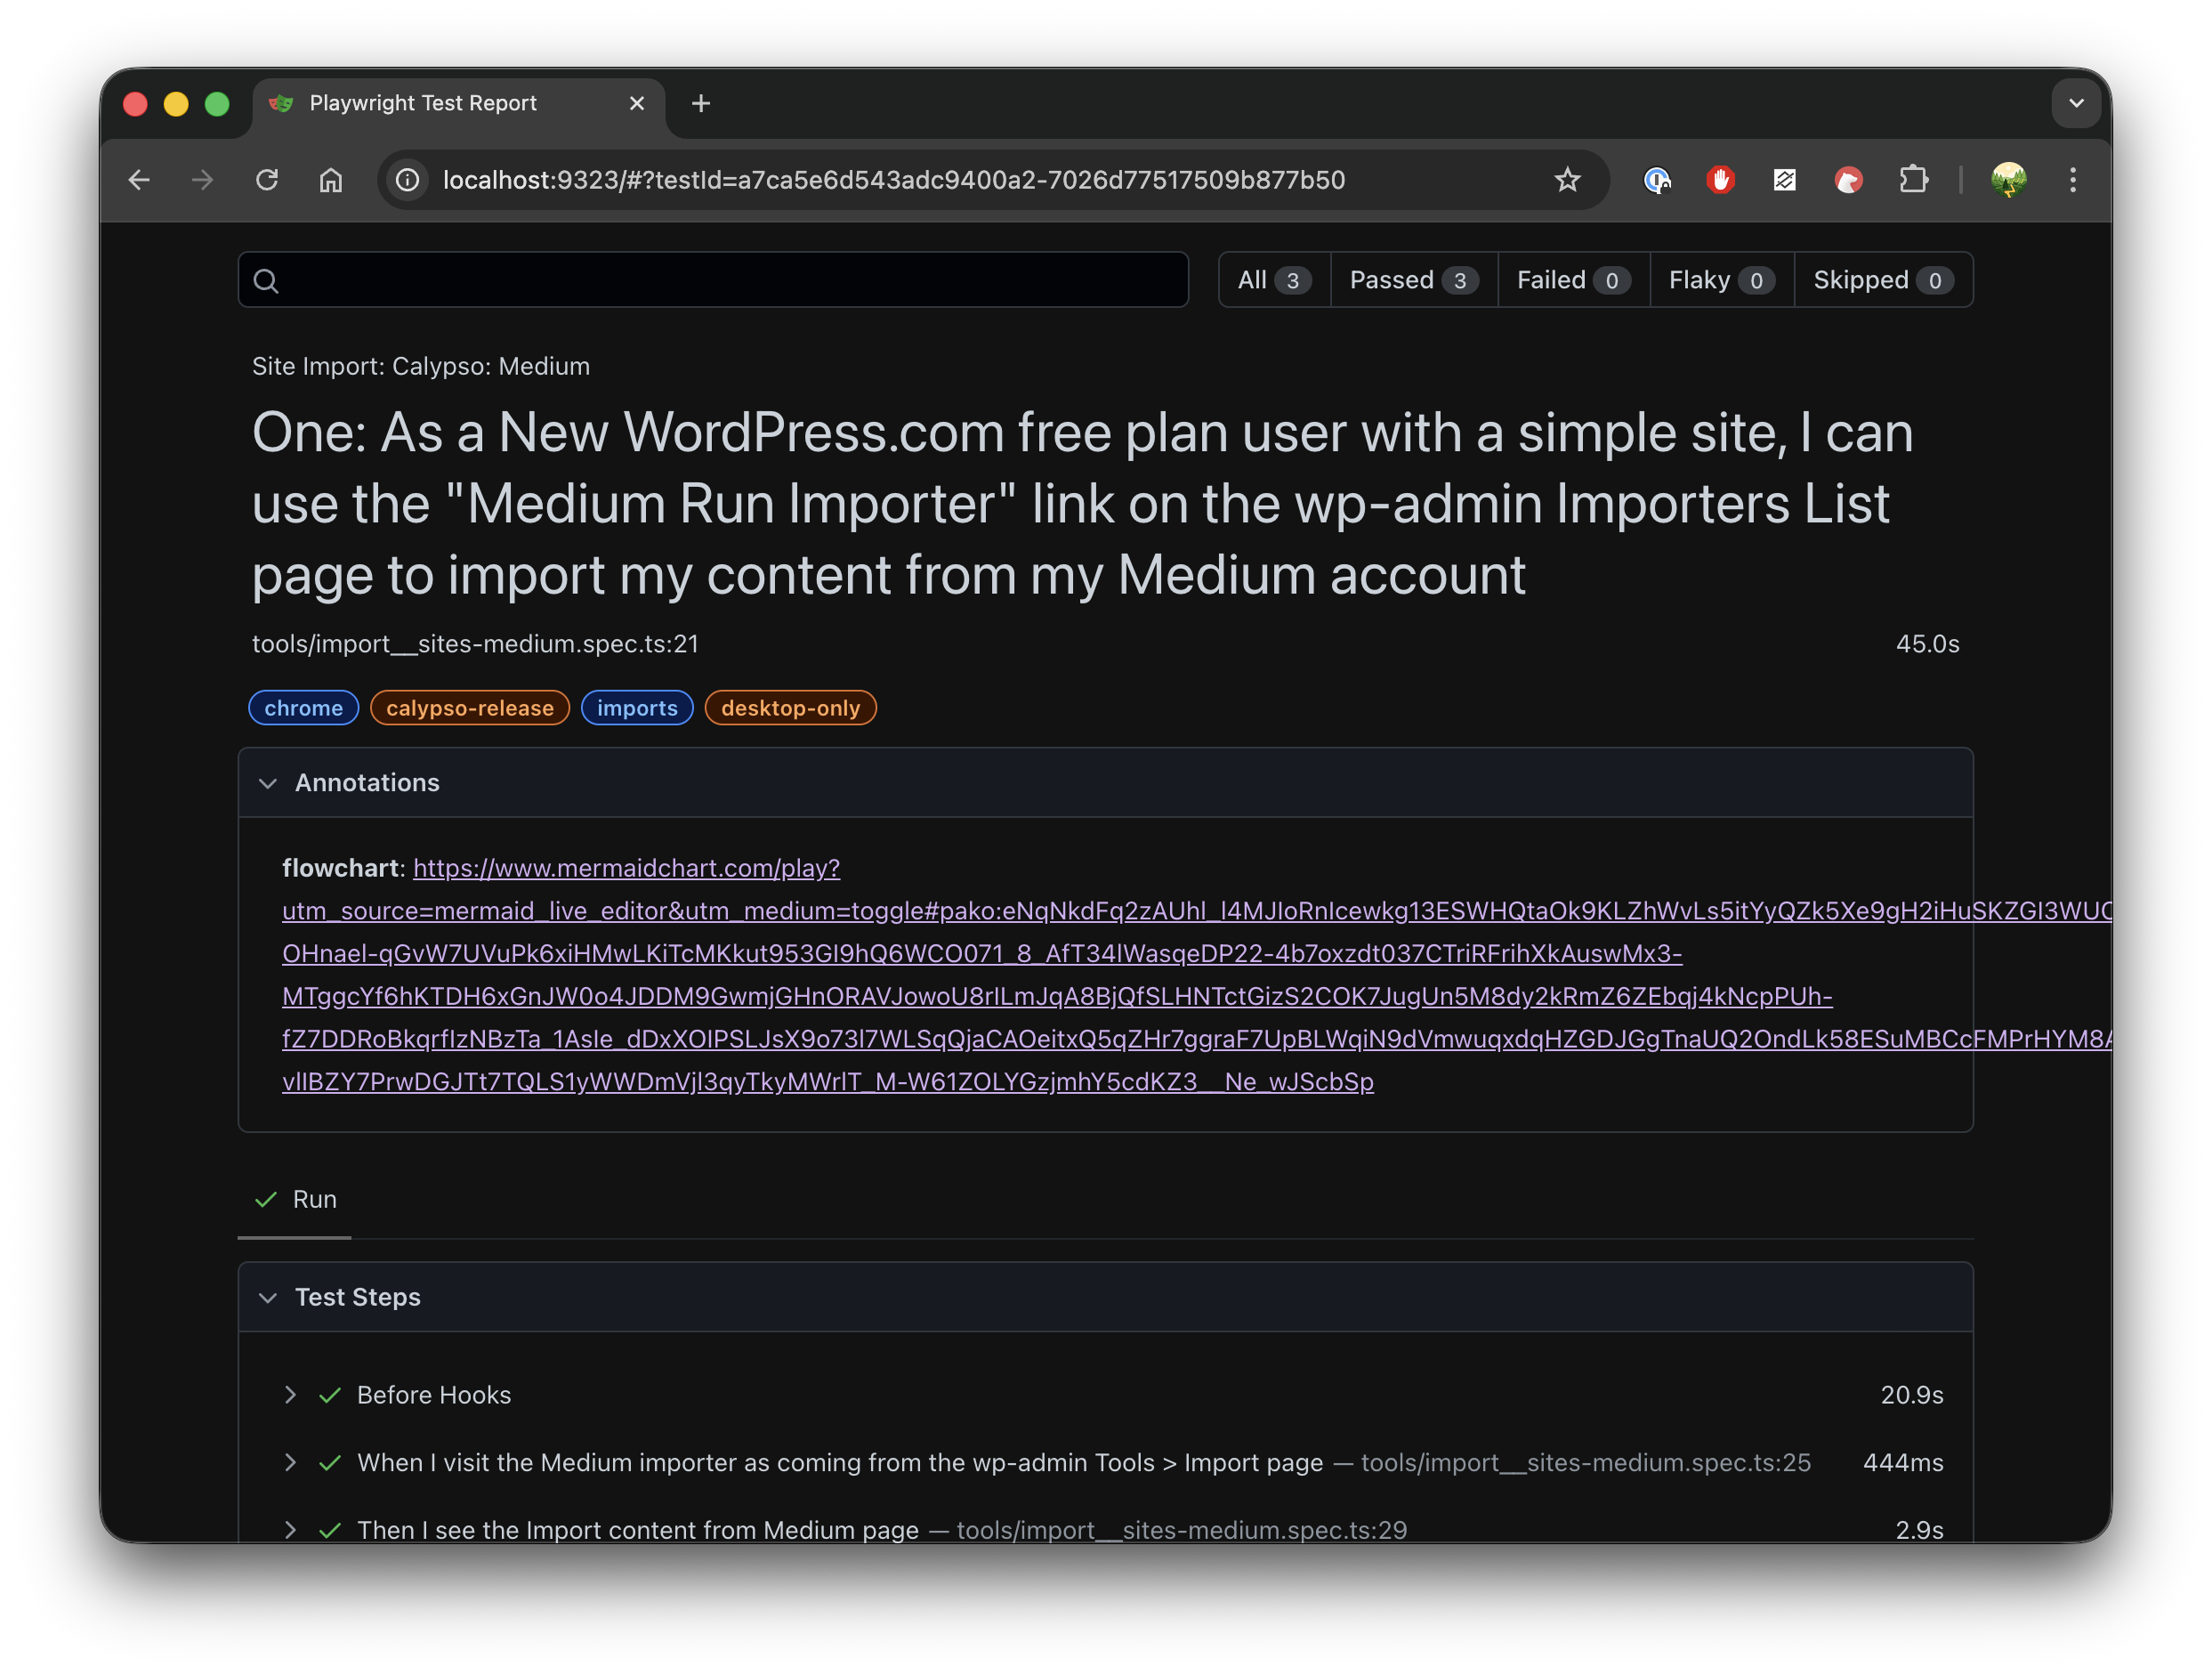 Playwright Test Report
localhost:9323/#?testId=a7ca5e6d543adc9400a2-7026d77517509b877b50
All 3 Passed 3 Failed 0 Flaky 0 Skipped 0
Site Import: Calypso: Medium
One: As a New WordPress.com free plan user with a simple site, I can
use the "Medium Run Importer" link on the wp-admin Importers List
page to import my content from my Medium account
tools/import__sites-medium.spec.ts:21 45.0s
chrome calypso-release imports desktop-only
Annotations
flowchart: https://www.mermaidchart.com/play?
utm_source=mermaid_live_editor&utm_medium=toggle#pako:eNqNkdFq2zAUhl_l4MJIoRnIcewkg13ESWHQtaOk9KLZhWvLs5itYyQZk5Xe9gH2iHuSKZGI3WUC
OHnael-qGvW7UVuPk6xiHMwLKiTcMKkut953GI9hQ6WCO071_8_AfT34lWasqeDP22-4b7oxzdt037CTriRFrihXkAuswMx3-
MTggcYf6hKTDH6xGnJW0o4JDDM9GwmjGHnORAVJowoU8rILmJqA8BjQfSLHNTctGizS2COK7JugUn5M8dy2kRmZ6ZEbqj4kNcpPUh-
fZ7DDRoBkqrfIzNBzTa_1AsIe_dDxXOIPSLJsX9o73l7WLSqQjaCAOeitxQ5qZHr7ggraF7UpBLWqiN9dVmwuqxdqHZGDJGgTnaUQ2OndLk58ESuMBCcFMPrHYM8A
vlIBZY7PrwDGJTt7TQLS1yWWDmVjl3qyTkyMWrlT_M-W61ZOLYGzjmhY5cdKZ3__Ne_wJScbSp
Run
Test Steps
Before Hooks 20.9s
When I visit the Medium importer as coming from the wp-admin Tools > Import page — tools/import__sites-medium.spec.ts:25 444ms
Then I see the Import content from Medium page — tools/import__sites-medium.spec.ts:29 2.9s